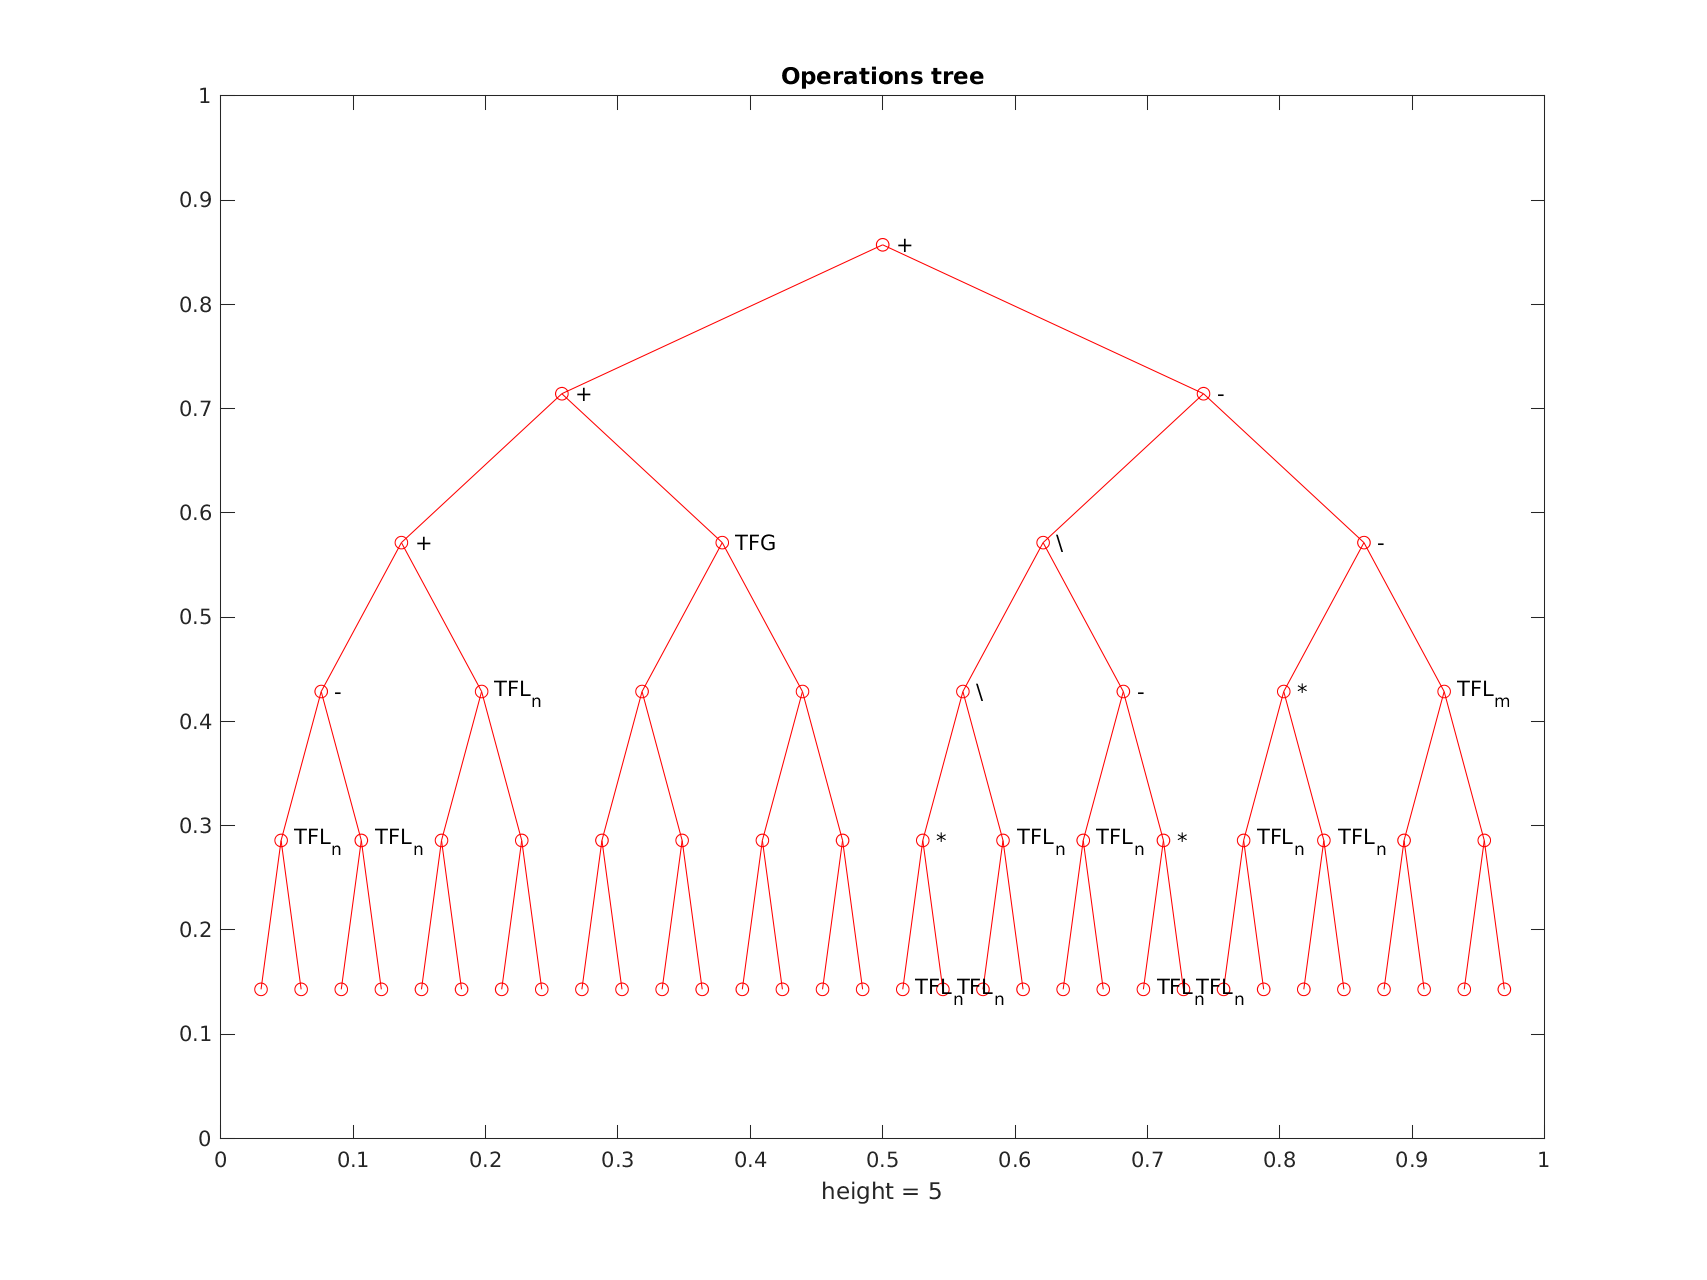 Operations tree
1
0.9
+
0.8
+ -
0.7
0.6
+ TFG \ -
0.5
- TFL_n \ - * TFL_m
0.4
0.3
TFL_n TFL_n * TFL_n TFL_n * TFL_n TFL_n
0.2
TFL_n TFL_n TFL_n TFL_n
0.1
0
0 0.1 0.2 0.3 0.4 0.5 0.6 0.7 0.8 0.9 1
height = 5